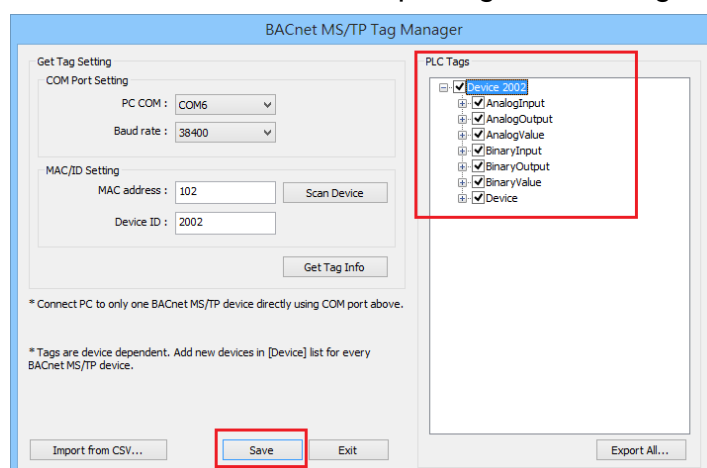 BACnet MS/TP Tag Manager
Get Tag Setting
COM Port Setting
PC COM : COM6
Baud rate : 38400
MAC/ID Setting
MAC address : 102 Scan Device
Device ID : 2002
Get Tag Info
* Connect PC to only one BACnet MS/TP device directly using COM port above.
* Tags are device dependent. Add new devices in [Device] list for every
BACnet MS/TP device.
Import from CSV... Save Exit
PLC Tags
Device 2002
AnalogInput
AnalogOutput
AnalogValue
BinaryInput
BinaryOutput
BinaryValue
Device
Export All...